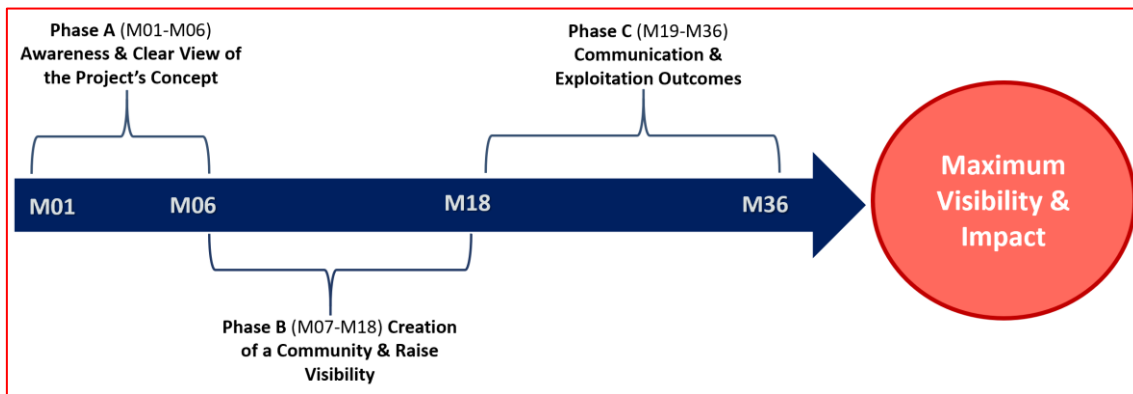 Phase A (M01-M06)
Awareness & Clear View of
the Project's Concept
Phase C (M19-M36)
Communication &
Exploitation Outcomes
M01
M06
M18
M36
Maximum
Visibility &
Impact
Phase B (M07-M18) Creation
of a Community & Raise
Visibility